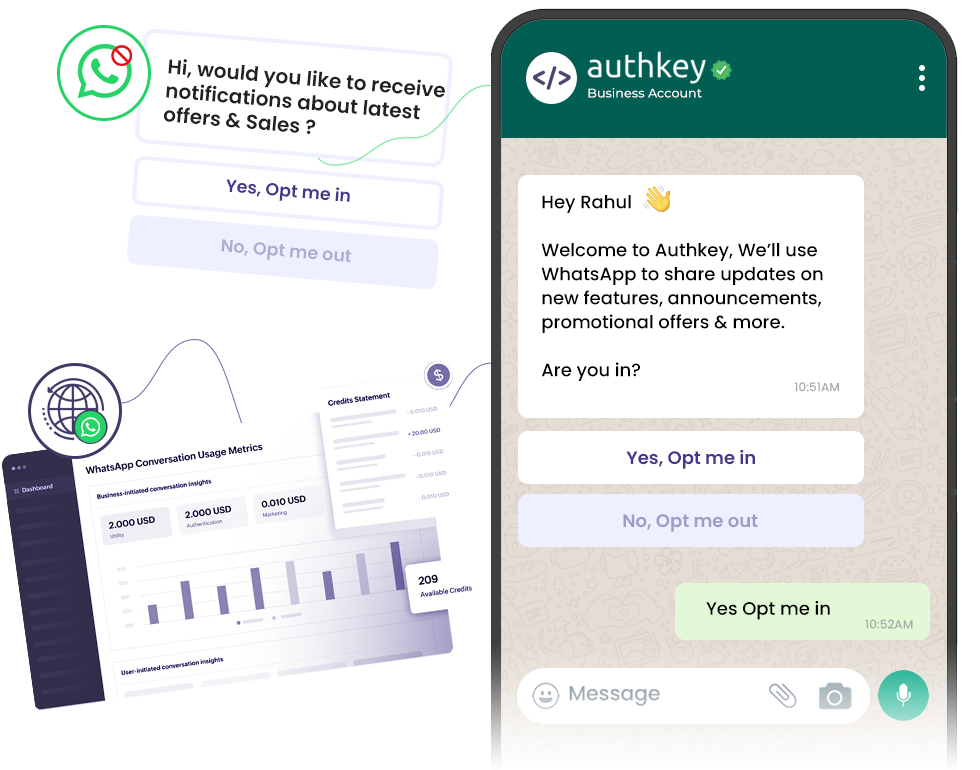 Hi, would you like to receive
notifications about latest
offers & Sales ?
Yes, Opt me in
No, Opt me out
</>
authkey
Business Account
Hey Rahul 👋
Welcome to Authkey, We’ll use
WhatsApp to share updates on
new features, announcements,
promotional offers & more.
Are you in?
10:51AM
Yes, Opt me in
No, Opt me out
Yes Opt me in
10:52AM
Message
$
Credits Statement
- 0.010 USD
+ 20.00 USD
- 0.015 USD
- 0.010 USD
- 0.010 USD
Dashboard
WhatsApp Conversation Usage Metrics
Business-initiated conversation insights
2.000 USD
Utility
2.000 USD
Authentication
0.010 USD
Marketing
209
Available Credits
User-initiated conversation insights